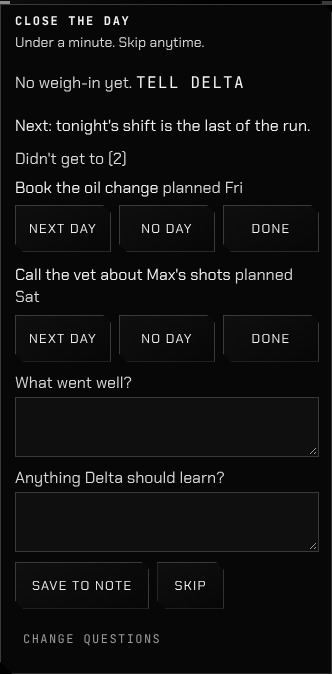 CLOSE THE DAY
Under a minute. Skip anytime.
No weigh-in yet. TELL DELTA
Next: tonight's shift is the last of the run.
Didn't get to (2)
Book the oil change planned Fri
NEXT DAY NO DAY DONE
Call the vet about Max's shots planned
Sat
NEXT DAY NO DAY DONE
What went well?
Anything Delta should learn?
SAVE TO NOTE SKIP
CHANGE QUESTIONS